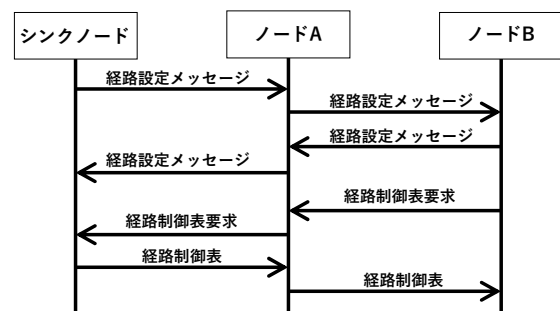 シンクノード
ノードA
ノードB
経路設定メッセージ
経路設定メッセージ
経路設定メッセージ
経路設定メッセージ
経路制御表要求
経路制御表要求
経路制御表
経路制御表